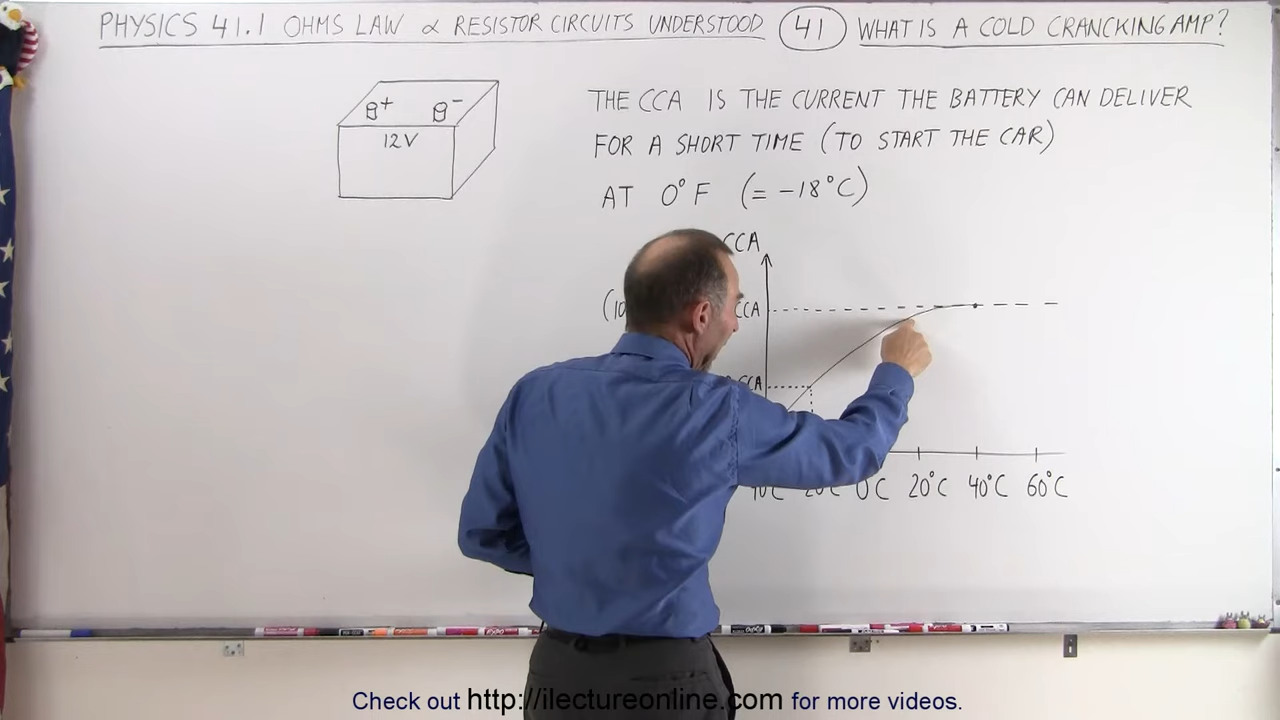 PHYSICS 41.1 OHMS LAW & RESISTOR CIRCUITS UNDERSTOOD 41 WHAT IS A COLD CRANCKING AMP?
+ -
12V
THE CCA IS THE CURRENT THE BATTERY CAN DELIVER
FOR A SHORT TIME (TO START THE CAR)
AT 0°F (= -18°C)
CCA
CCA
CCA
0°C 20°C 40°C 60°C
Check out http://ilectureonline.com for more videos.